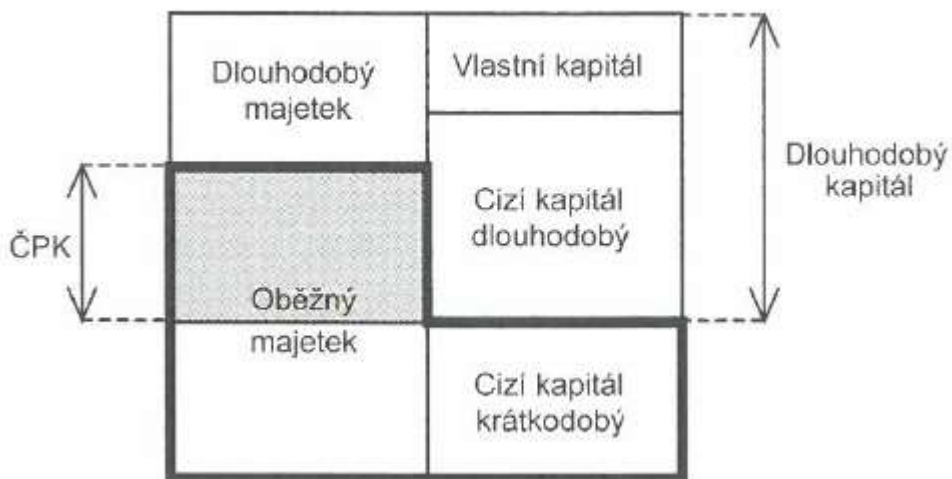 Dlouhodobý
majetek
Vlastní kapitál
Dlouhodobý
kapitál
Cizí kapitál
dlouhodobý
ČPK
Oběžný
majetek
Cizí kapitál
krátkodobý